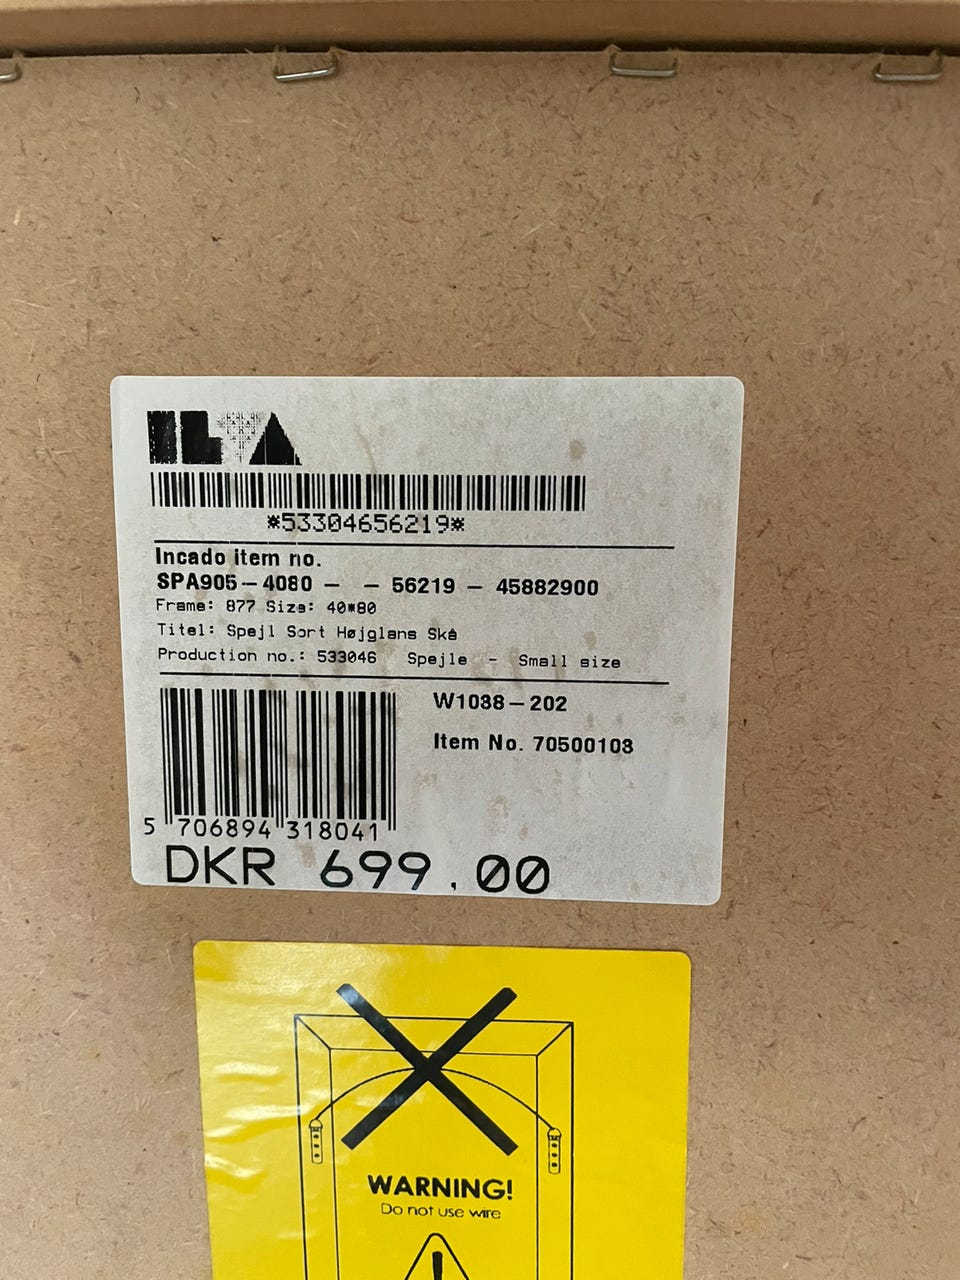 ILVA
*53304656219*
Incado item no.
SPA905-4080 - - 56219 - 45882900
Frame: 877 Size: 40*80
Titel: Spejl Sort Højglans Skå
Production no.: 533046 Spejle - Small size
W1038-202
Item No. 70500108
5 706894 318041
DKR 699.00
WARNING!
Do not use wire